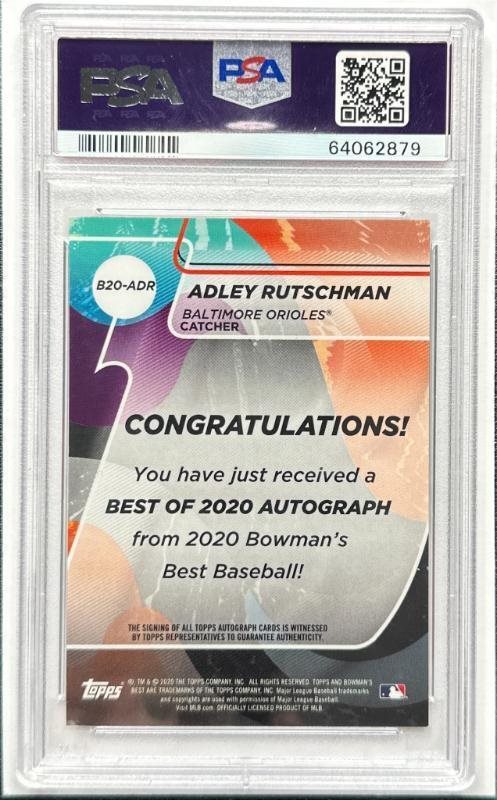 PSA
PSA
64062879
B20-ADR
ADLEY RUTSCHMAN
BALTIMORE ORIOLES®
CATCHER
CONGRATULATIONS!
You have just received a
BEST OF 2020 AUTOGRAPH
from 2020 Bowman's
Best Baseball!
THE SIGNING OF ALL TOPPS AUTOGRAPH CARDS IS WITNESSED
BY TOPPS REPRESENTATIVES TO GUARANTEE AUTHENTICITY.
topps
®, TM & © 2020 THE TOPPS COMPANY, INC. ALL RIGHTS RESERVED. TOPPS AND BOWMAN'S
BEST ARE TRADEMARKS OF THE TOPPS COMPANY, INC. Major League Baseball trademarks
and copyrights are used with permission of Major League Baseball.
Visit MLB.com. OFFICIALLY LICENSED PRODUCT OF MLB.